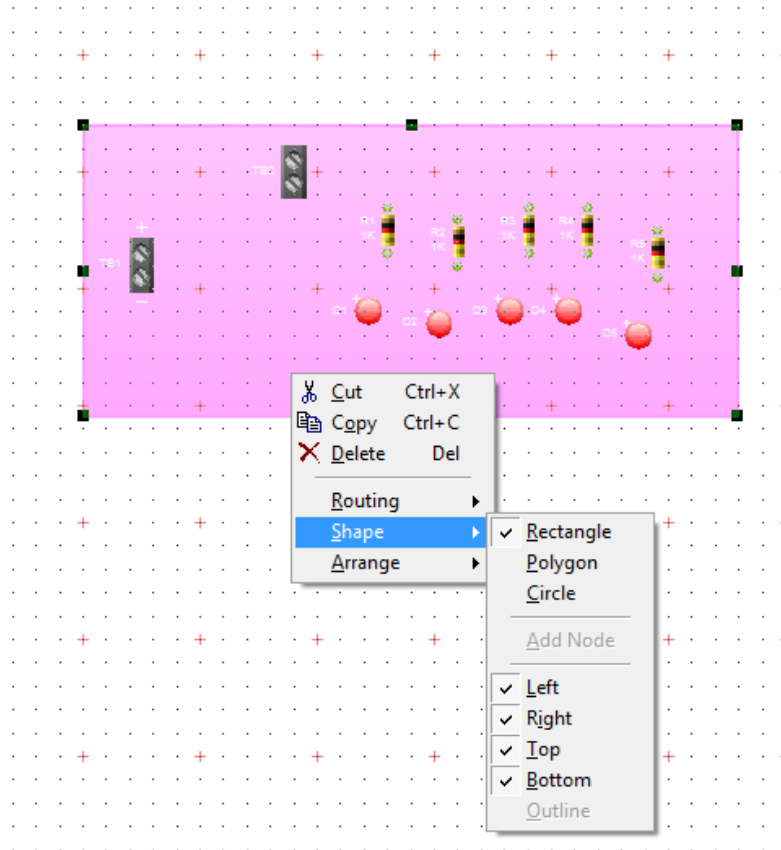 TB2
R1
1K
R2
1K
R3
1K
R4
1K
R5
1K
+
TB1
−
+
D1
+
D2
+
D3
+
D4
+
D5
Cut Ctrl+X
Copy Ctrl+C
Delete Del
Routing
Shape
Arrange
Rectangle
Polygon
Circle
Add Node
Left
Right
Top
Bottom
Outline